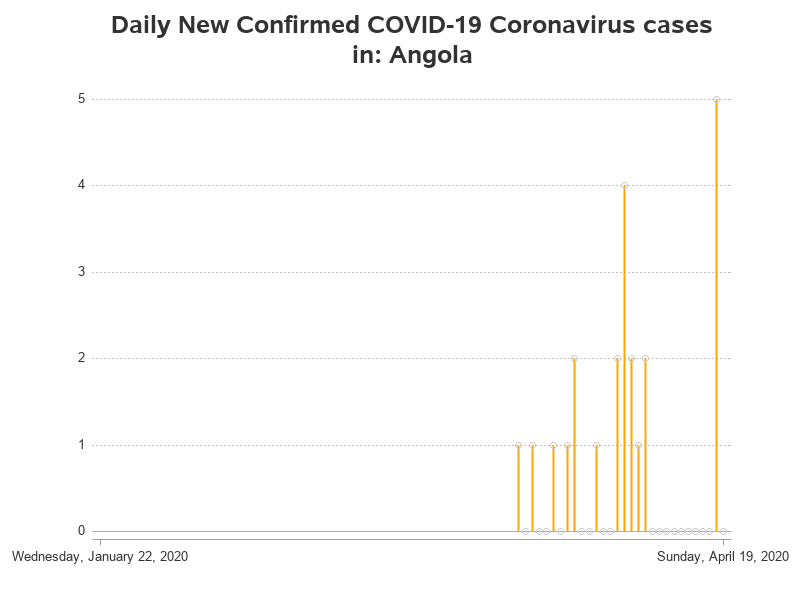 Daily New Confirmed COVID-19 Coronavirus cases
in: Angola
5
4
3
2
1
0
Wednesday, January 22, 2020
Sunday, April 19, 2020